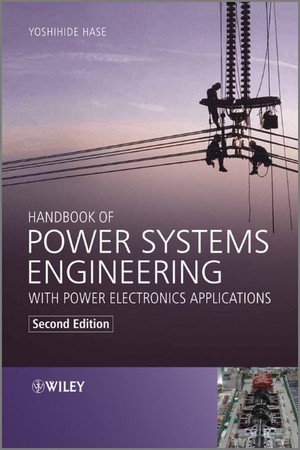 YOSHIHIDE HASE
HANDBOOK OF
POWER SYSTEMS
ENGINEERING
WITH POWER ELECTRONICS APPLICATIONS
Second Edition
WILEY